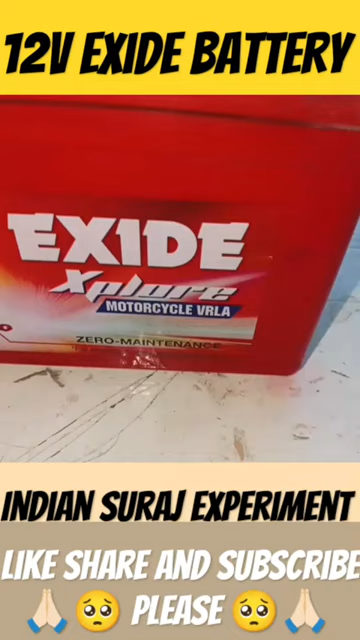 12V EXIDE BATTERY
EXIDE
Xplore
MOTORCYCLE VRLA
ZERO-MAINTENANCE
INDIAN SURAJ EXPERIMENT
LIKE SHARE AND SUBSCRIBE
🙏🏻🥺 PLEASE 🥺🙏🏻